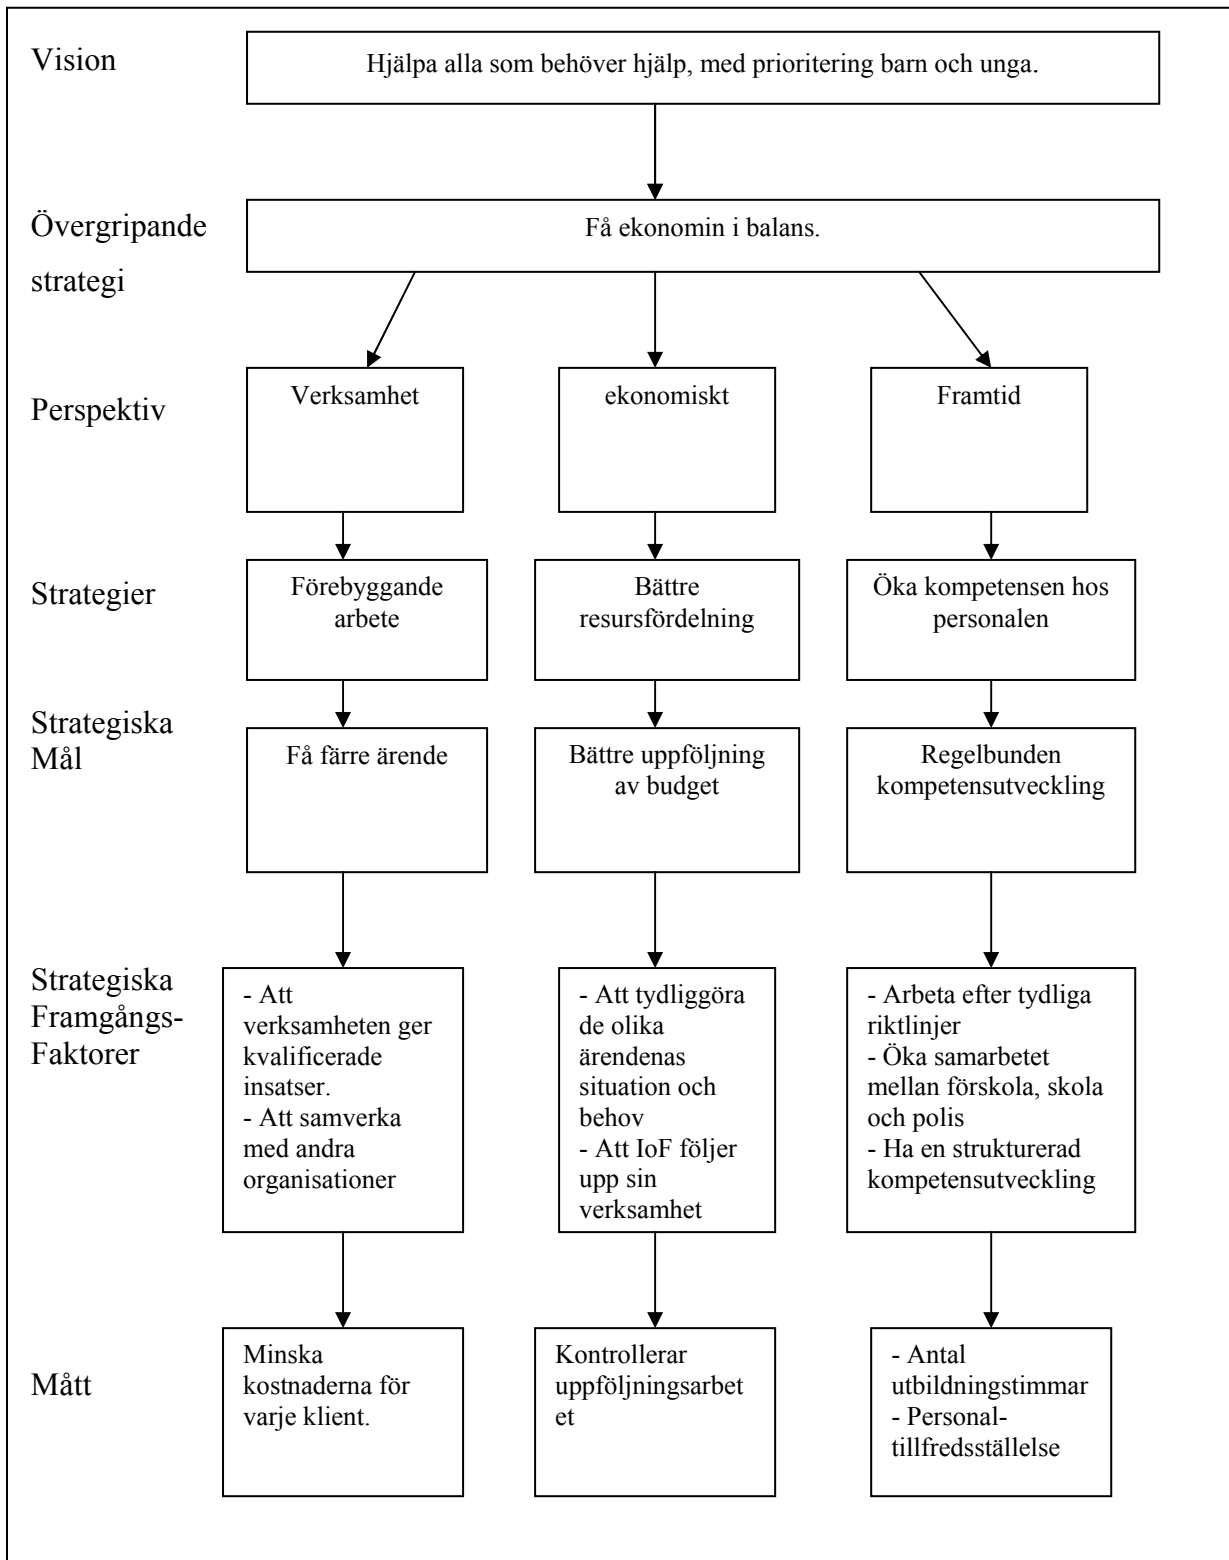 Vision
Hjälpa alla som behöver hjälp, med prioritering barn och unga.
Övergripande
strategi
Få ekonomin i balans.
Perspektiv
Verksamhet
ekonomiskt
Framtid
Strategier
Förebyggande
arbete
Bättre
resursfördelning
Öka kompetensen hos
personalen
Strategiska
Mål
Få färre ärende
Bättre uppföljning
av budget
Regelbunden
kompetensutveckling
Strategiska
Framgångs-
Faktorer
- Att
verksamheten ger
kvalificerade
insatser.
- Att samverka
med andra
organisationer
- Att tydliggöra
de olika
ärendenas
situation och
behov
- Att IoF följer
upp sin
verksamhet
- Arbeta efter tydliga
riktlinjer
- Öka samarbetet
mellan förskola, skola
och polis
- Ha en strukturerad
kompetensutveckling
Mått
Minska
kostnaderna för
varje klient.
Kontrollerar
uppföljningsarbet
et
- Antal
utbildningstimmar
- Personal-
tillfredsställelse